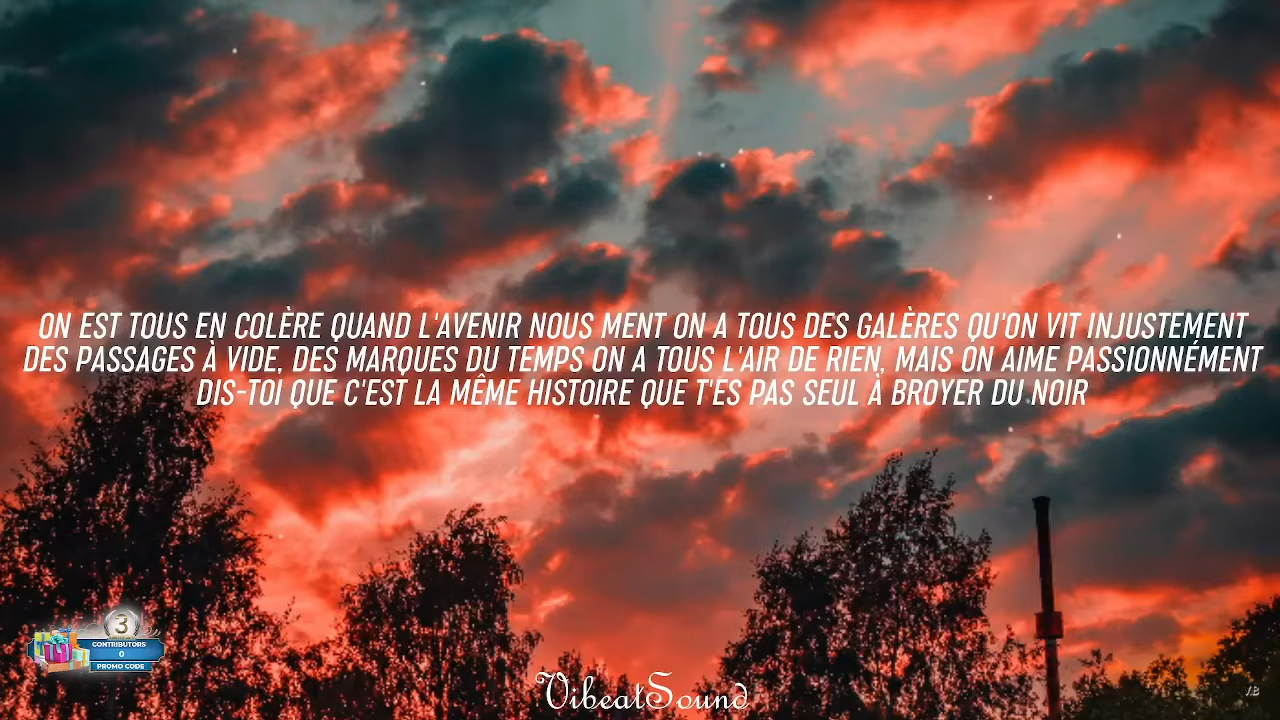 ON EST TOUS EN COLÈRE QUAND L'AVENIR NOUS MENT ON A TOUS DES GALÈRES QU'ON VIT INJUSTEMENT
DES PASSAGES À VIDE, DES MARQUES DU TEMPS ON A TOUS L'AIR DE RIEN, MAIS ON AIME PASSIONNÉMENT
DIS-TOI QUE C'EST LA MÊME HISTOIRE QUE T'ES PAS SEUL À BROYER DU NOIR
3
CONTRIBUTORS
0
PROMO CODE
VibeatSound